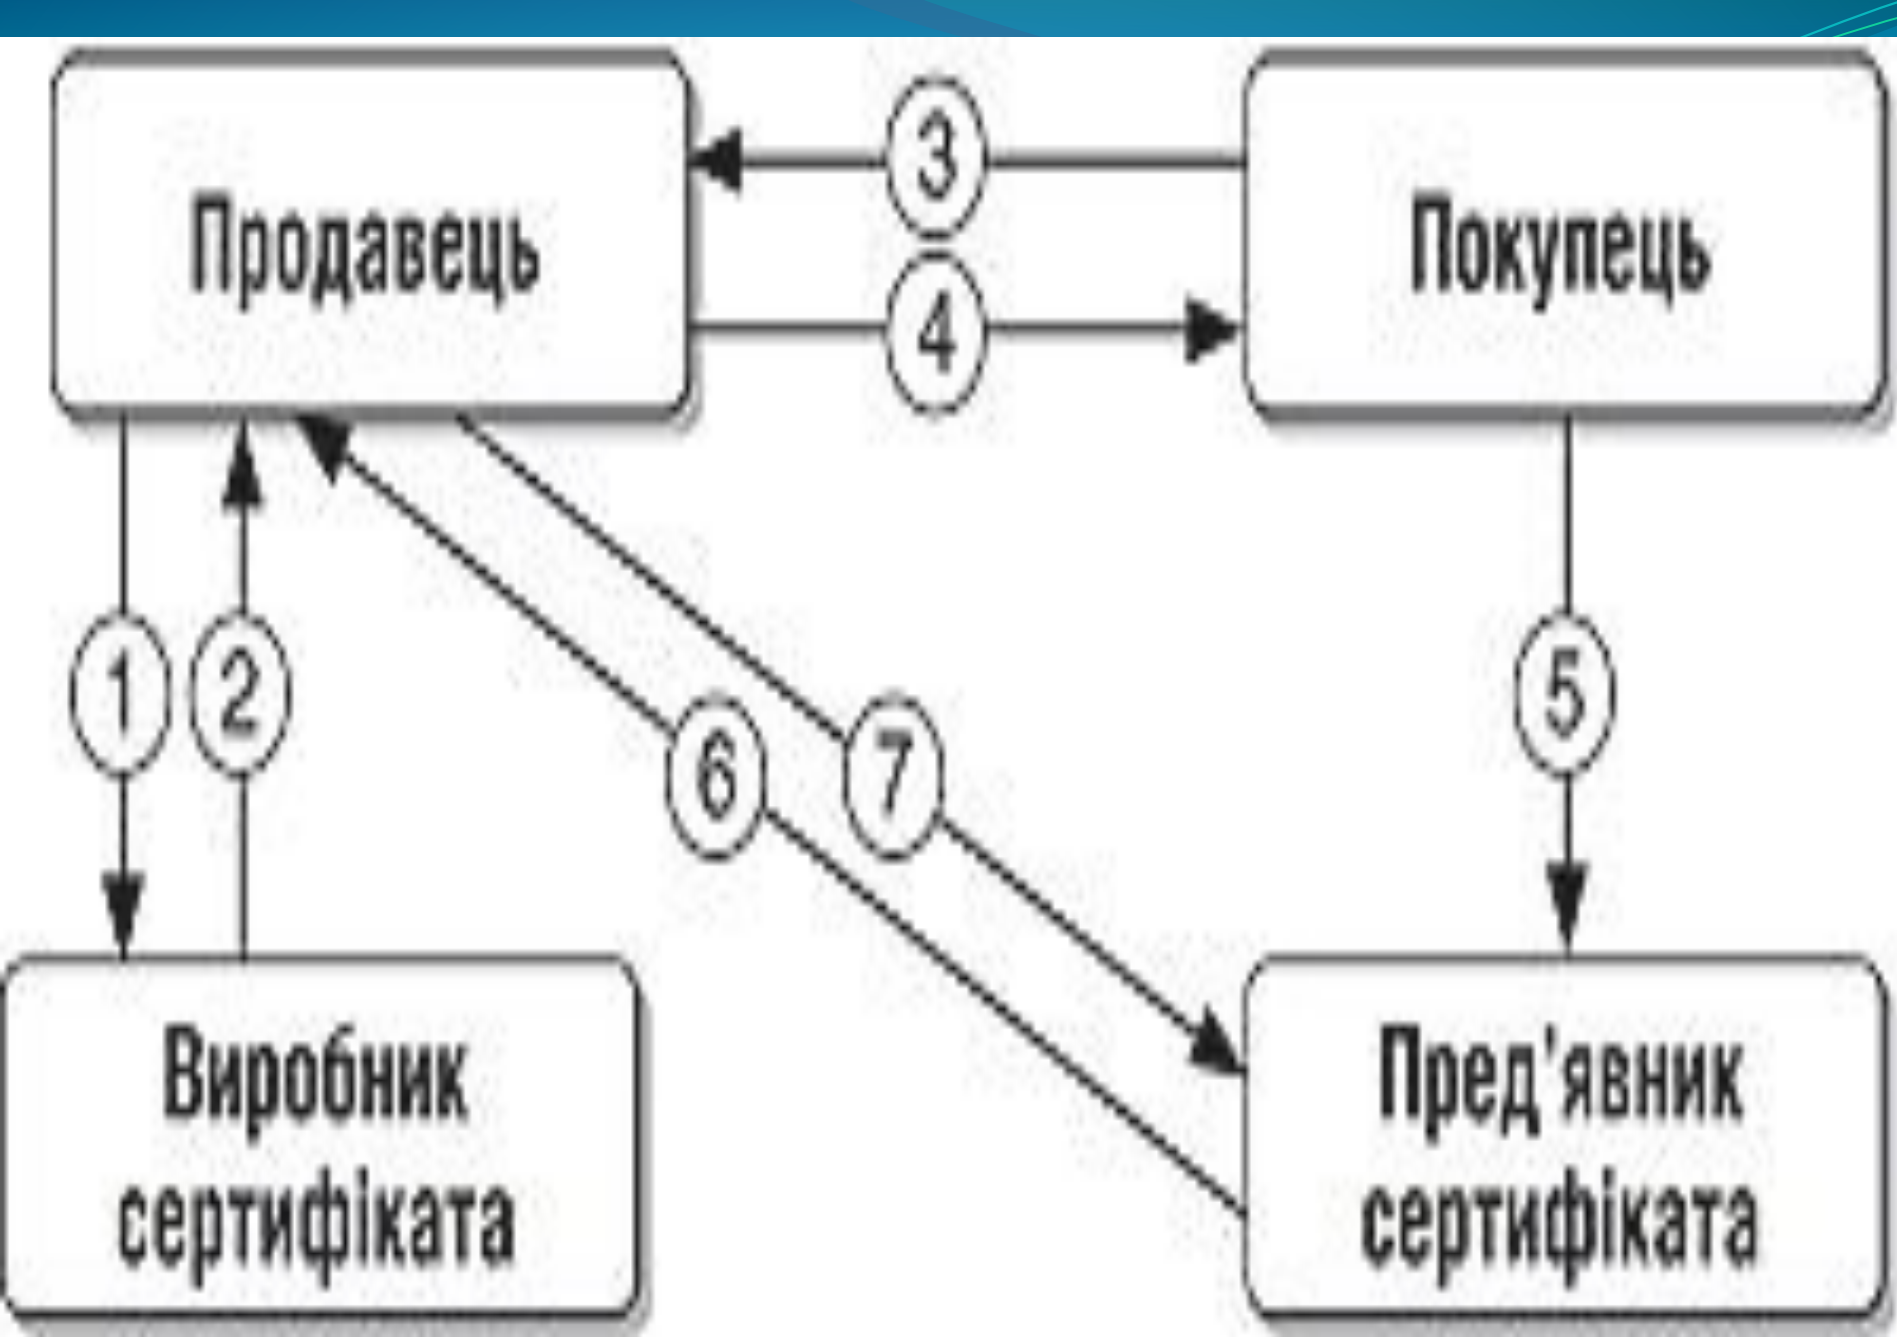 Продавець
3
Покупець
4
1
2
6
7
5
Виробник
сертифіката
Пред'явник
сертифіката